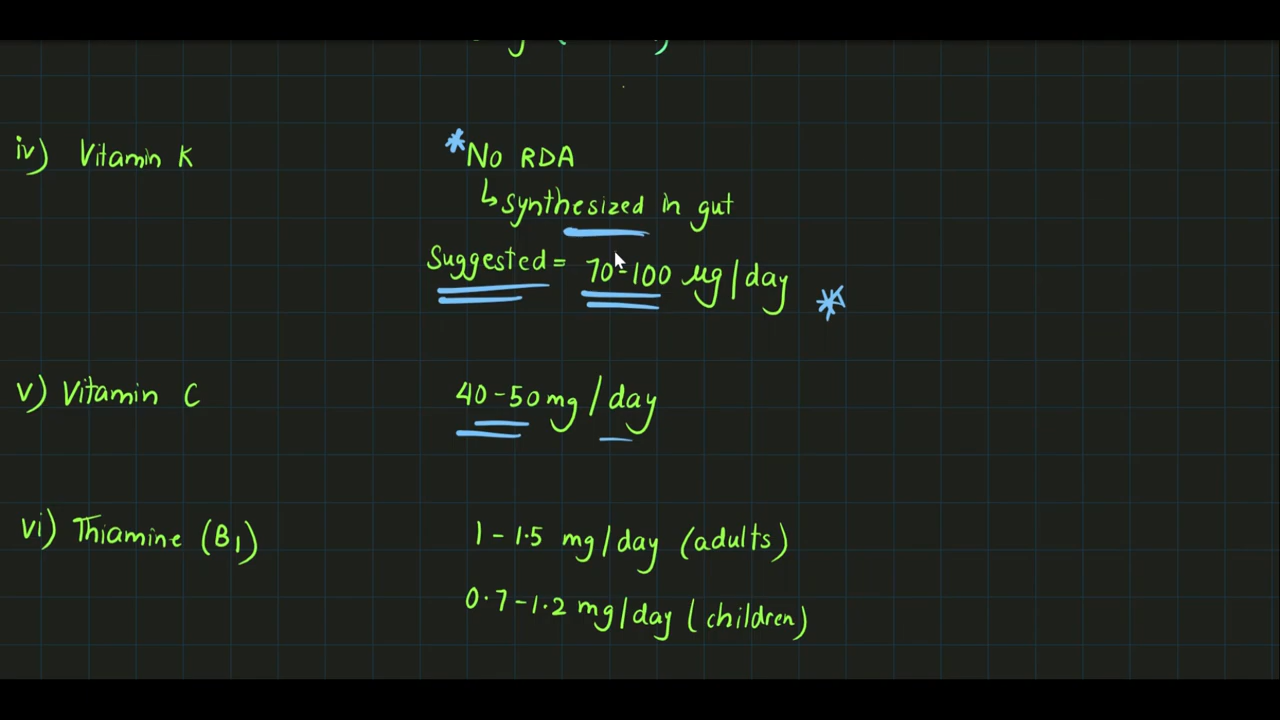 iv) Vitamin K
*No RDA
↳synthesized in gut
Suggested = 70-100 μg/day *
v) Vitamin C 40-50 mg/day
vi) Thiamine (B1) 1-1.5 mg/day (adults)
0.7-1.2 mg/day (children)